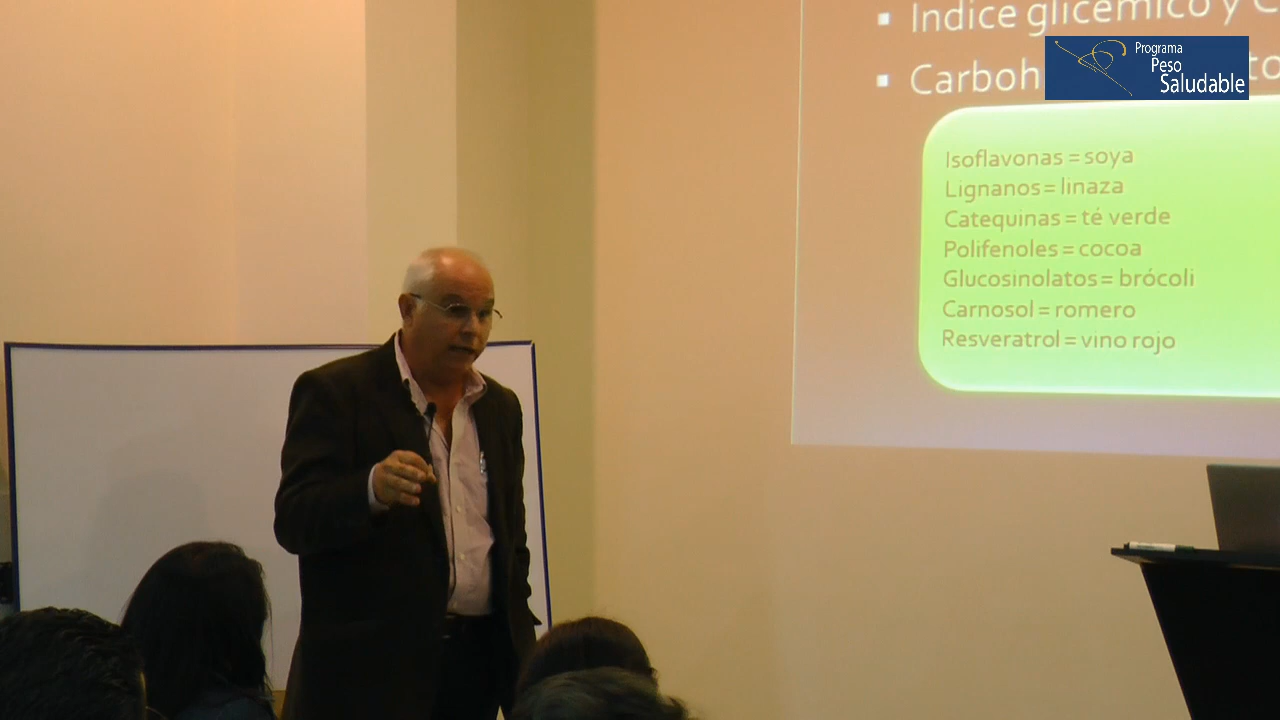 Indice glicémico y C
Carboh
Programa
Peso
Saludable
Isoflavonas = soya
Lignanos = linaza
Catequinas = té verde
Polifenoles = cocoa
Glucosinolatos = brócoli
Carnosol = romero
Resveratrol = vino rojo